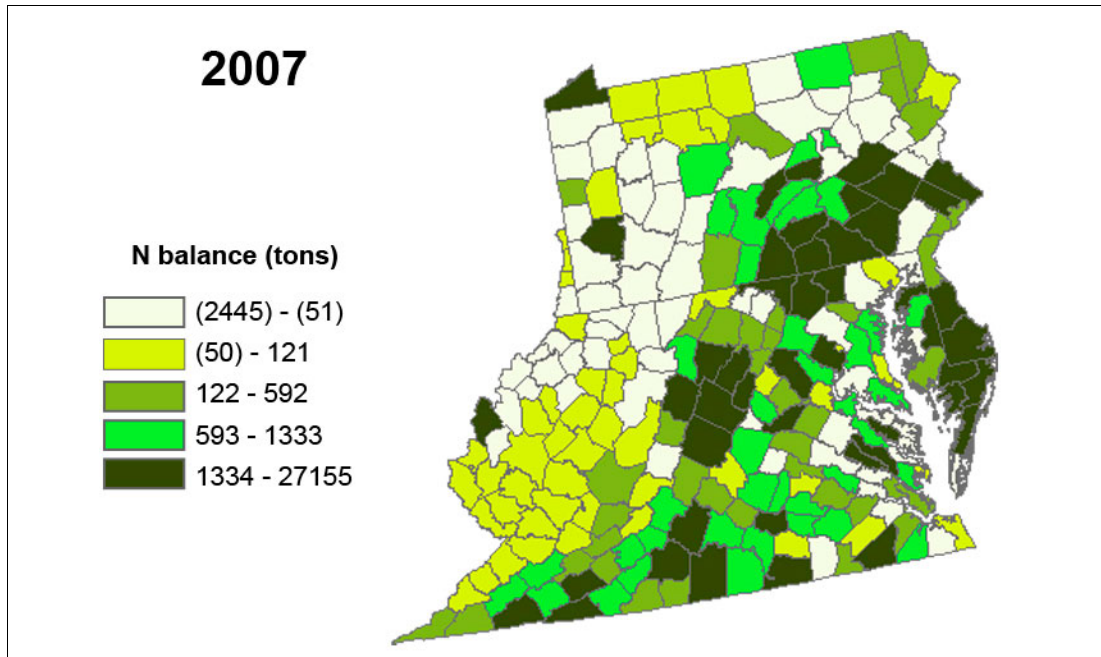 2007
N balance (tons)
(2445) - (51)
(50) - 121
122 - 592
593 - 1333
1334 - 27155